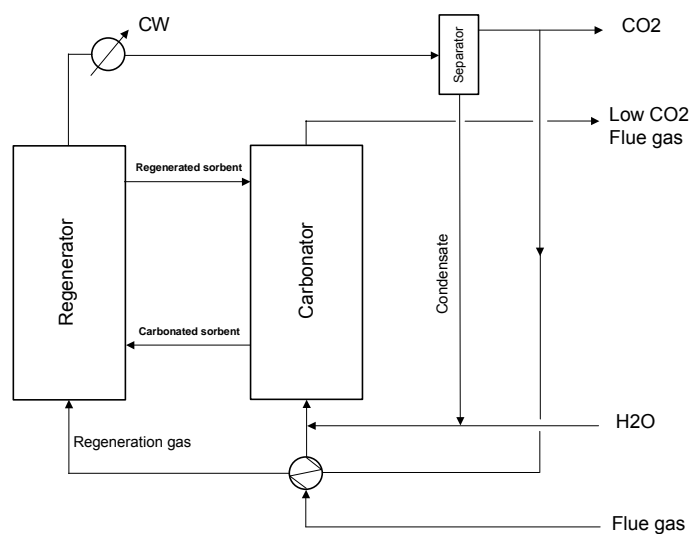 CW
Separator
CO2
Low CO2
Flue gas
Regenerated sorbent
Regenerator
Carbonator
Condensate
Carbonated sorbent
H2O
Regeneration gas
Flue gas